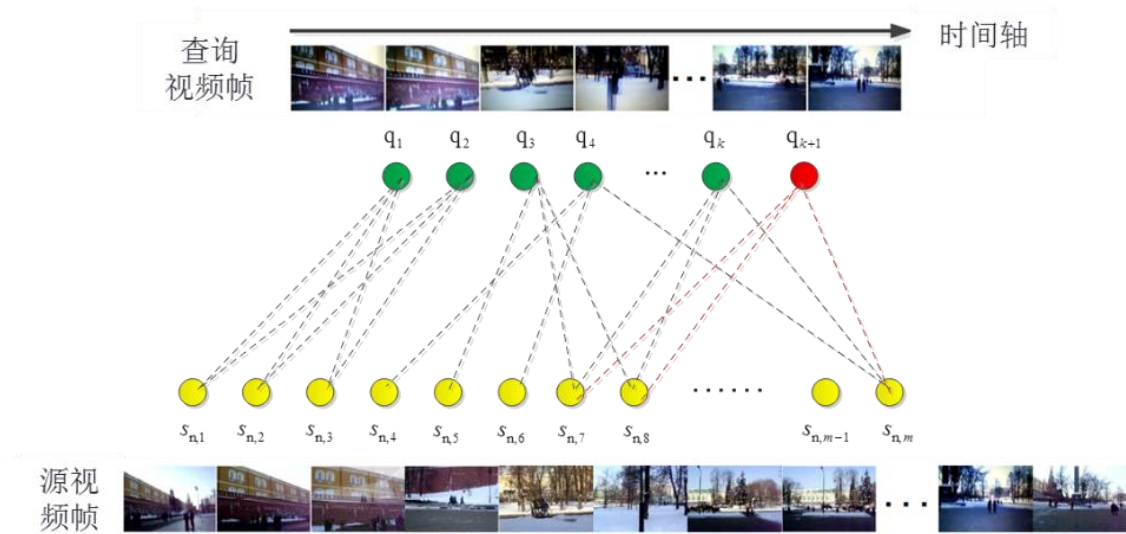 查询
视频帧
时间轴
q₁ q₂ q₃ q₄ ... qₖ qₖ₊₁
sₙ,₁ sₙ,₂ sₙ,₃ sₙ,₄ sₙ,₅ sₙ,₆ sₙ,₇ sₙ,₈ ...... sₙ,ₘ₋₁ sₙ,ₘ
源视
频帧